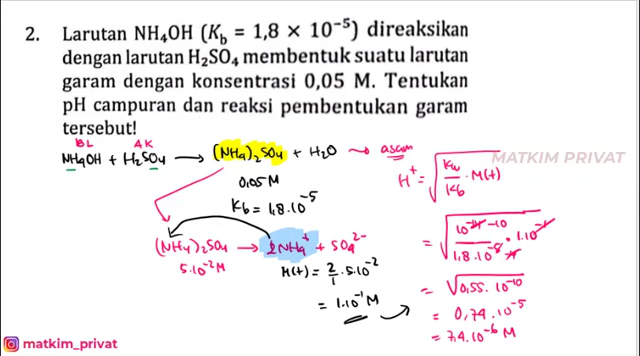 2. Larutan NH₄OH (K_b = 1,8 × 10⁻⁵) direaksikan
dengan larutan H₂SO₄ membentuk suatu larutan
garam dengan konsentrasi 0,05 M. Tentukan
pH campuran dan reaksi pembentukan garam
tersebut!
BL AK
NH₄OH + H₂SO₄ → (NH₄)₂SO₄ + H₂O → asam
MATKIM PRIVAT
0,05 M
Kb = 1,8.10⁻⁵
H⁺ = √(Kw/Kb . M(+))
(NH₄)₂SO₄ → 2NH₄⁺ + SO₄²⁻
5.10⁻² M
M(+) = 2/1 . 5.10⁻²
= 1.10⁻¹ M
= √(0,55 . 10⁻¹⁰)
= 0,74 . 10⁻⁵
= 7,4 . 10⁻⁶ M
matkim_privat